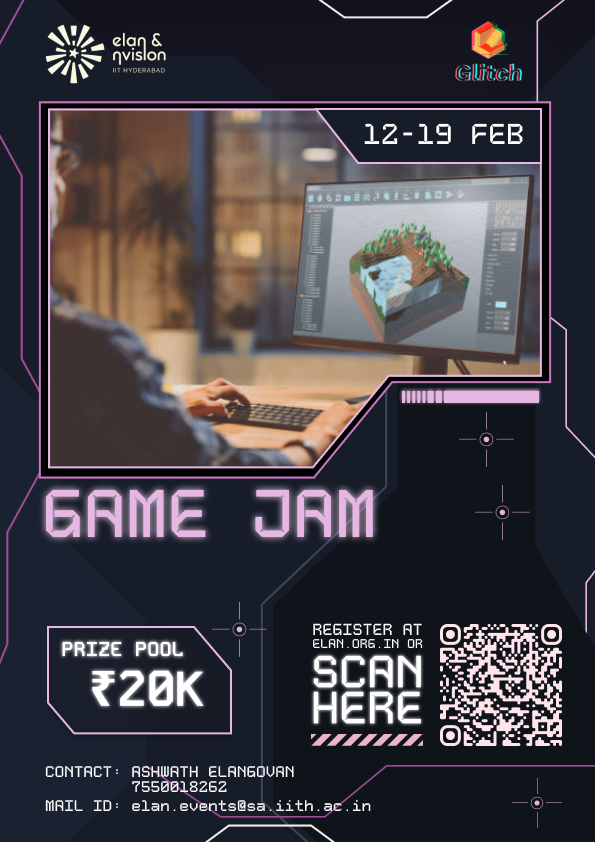 elan &
ηvision
IIT HYDERABAD
Glitch
12-19 FEB
GAME JAM
PRIZE POOL
₹20K
REGISTER AT
ELAN.ORG.IN OR
SCAN
HERE
CONTACT: ASHWATH ELANGOVAN
7550018262
MAIL ID: elan.events@sa.iith.ac.in